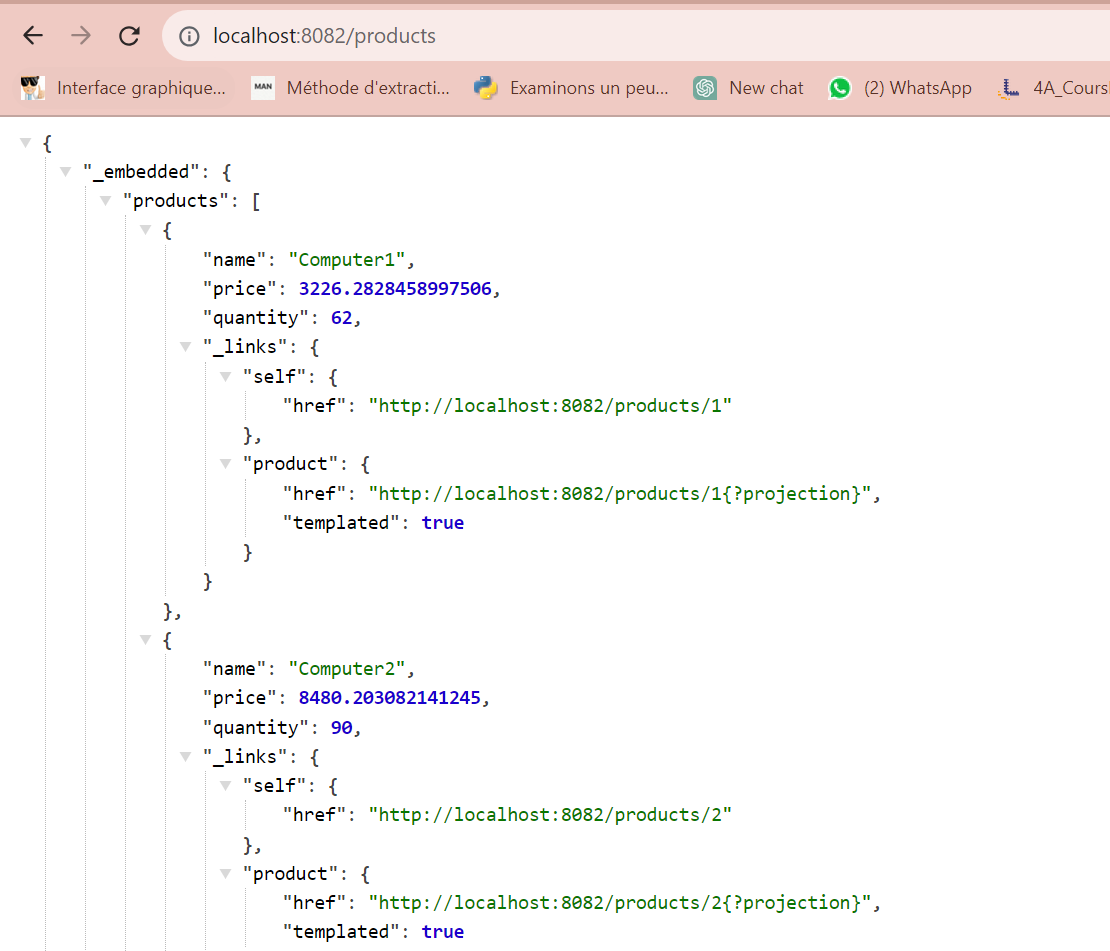 localhost:8082/products
Interface graphique... MAN Méthode d'extracti... Examinons un peu... New chat (2) WhatsApp 4A_Cours
{
"_embedded": {
"products": [
{
"name": "Computer1",
"price": 3226.2828458997506,
"quantity": 62,
"_links": {
"self": {
"href": "http://localhost:8082/products/1"
},
"product": {
"href": "http://localhost:8082/products/1{?projection}",
"templated": true
}
}
},
{
"name": "Computer2",
"price": 8480.203082141245,
"quantity": 90,
"_links": {
"self": {
"href": "http://localhost:8082/products/2"
},
"product": {
"href": "http://localhost:8082/products/2{?projection}",
"templated": true